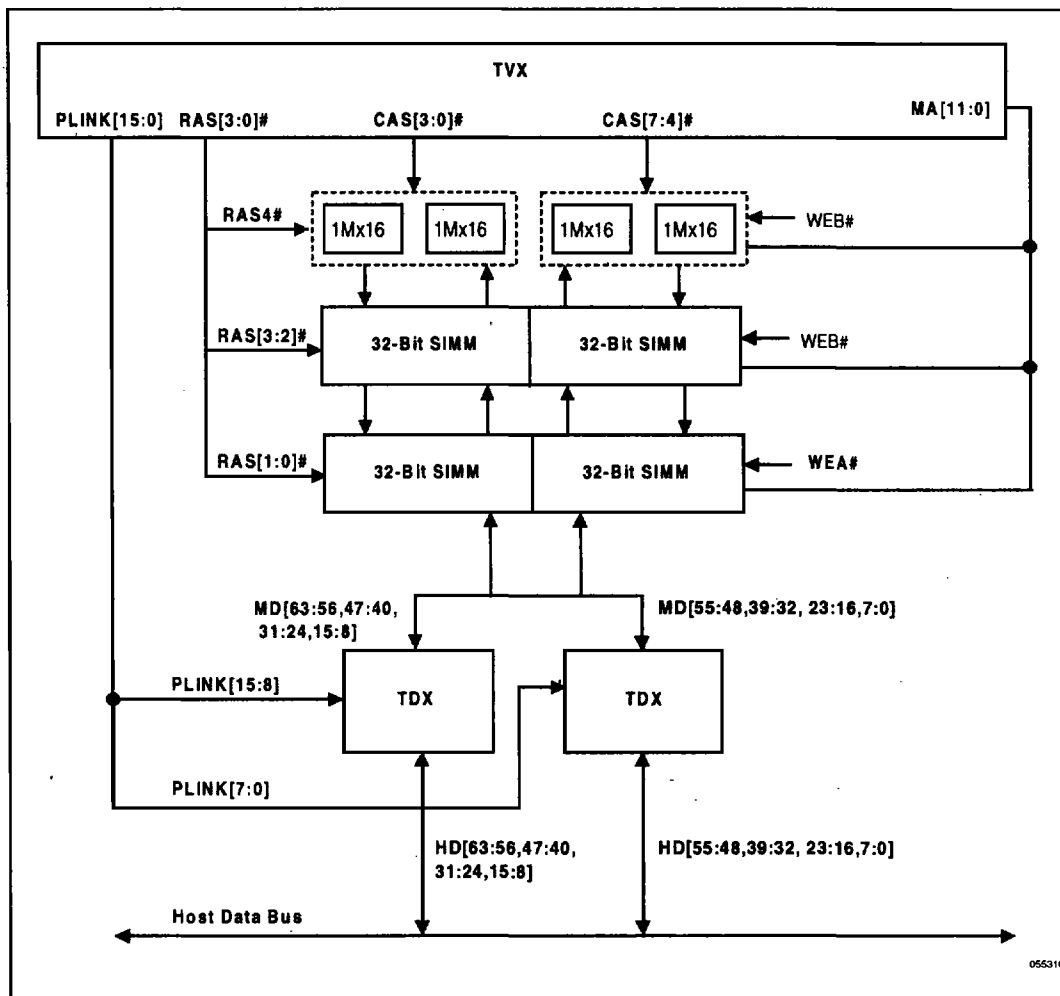 TVX
MA[11:0]
PLINK[15:0] RAS[3:0]# CAS[3:0]# CAS[7:4]#
RAS4#
1Mx16 1Mx16 1Mx16 1Mx16
WEB#
RAS[3:2]#
32-Bit SIMM 32-Bit SIMM
WEB#
RAS[1:0]#
32-Bit SIMM 32-Bit SIMM
WEA#
MD[63:56,47:40,
31:24,15:8]
MD[55:48,39:32, 23:16,7:0]
PLINK[15:8]
TDX TDX
PLINK[7:0]
HD[63:56,47:40,
31:24,15:8]
HD[55:48,39:32, 23:16,7:0]
Host Data Bus